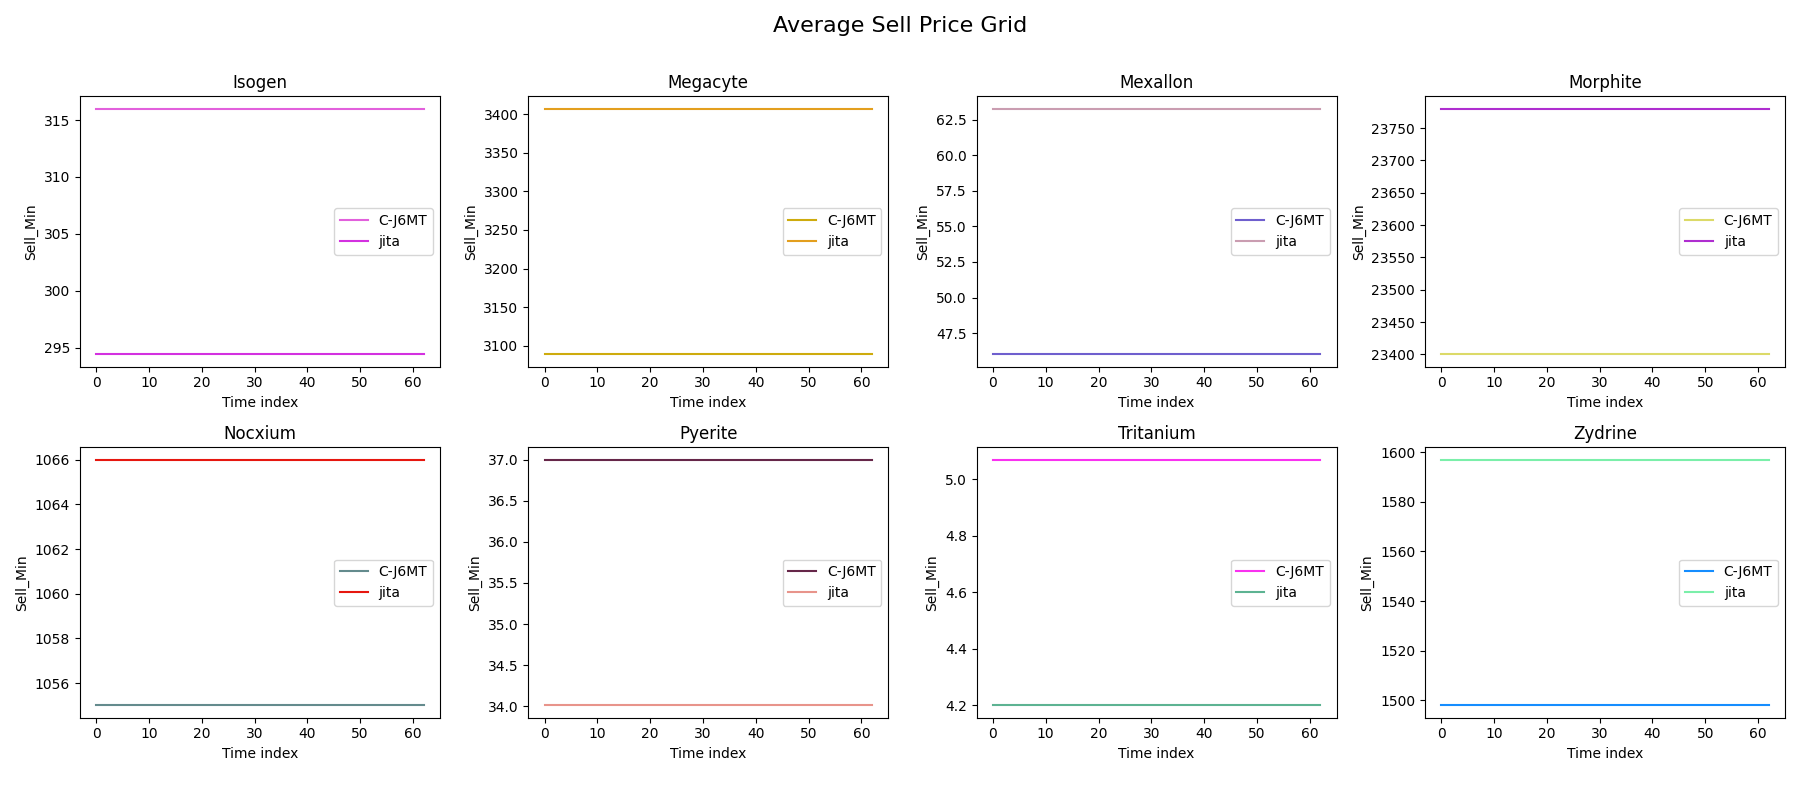 Average Sell Price Grid
Isogen
Sell_Min
315
310
305
300
295
C-J6MT
jita
0 10 20 30 40 50 60
Time index
Megacyte
Sell_Min
3400
3350
3300
3250
3200
3150
3100
C-J6MT
jita
0 10 20 30 40 50 60
Time index
Mexallon
Sell_Min
62.5
60.0
57.5
55.0
52.5
50.0
47.5
C-J6MT
jita
0 10 20 30 40 50 60
Time index
Morphite
Sell_Min
23750
23700
23650
23600
23550
23500
23450
23400
C-J6MT
jita
0 10 20 30 40 50 60
Time index
Nocxium
Sell_Min
1066
1064
1062
1060
1058
1056
C-J6MT
jita
0 10 20 30 40 50 60
Time index
Pyerite
Sell_Min
37.0
36.5
36.0
35.5
35.0
34.5
34.0
C-J6MT
jita
0 10 20 30 40 50 60
Time index
Tritanium
Sell_Min
5.0
4.8
4.6
4.4
4.2
C-J6MT
jita
0 10 20 30 40 50 60
Time index
Zydrine
Sell_Min
1600
1580
1560
1540
1520
1500
C-J6MT
jita
0 10 20 30 40 50 60
Time index